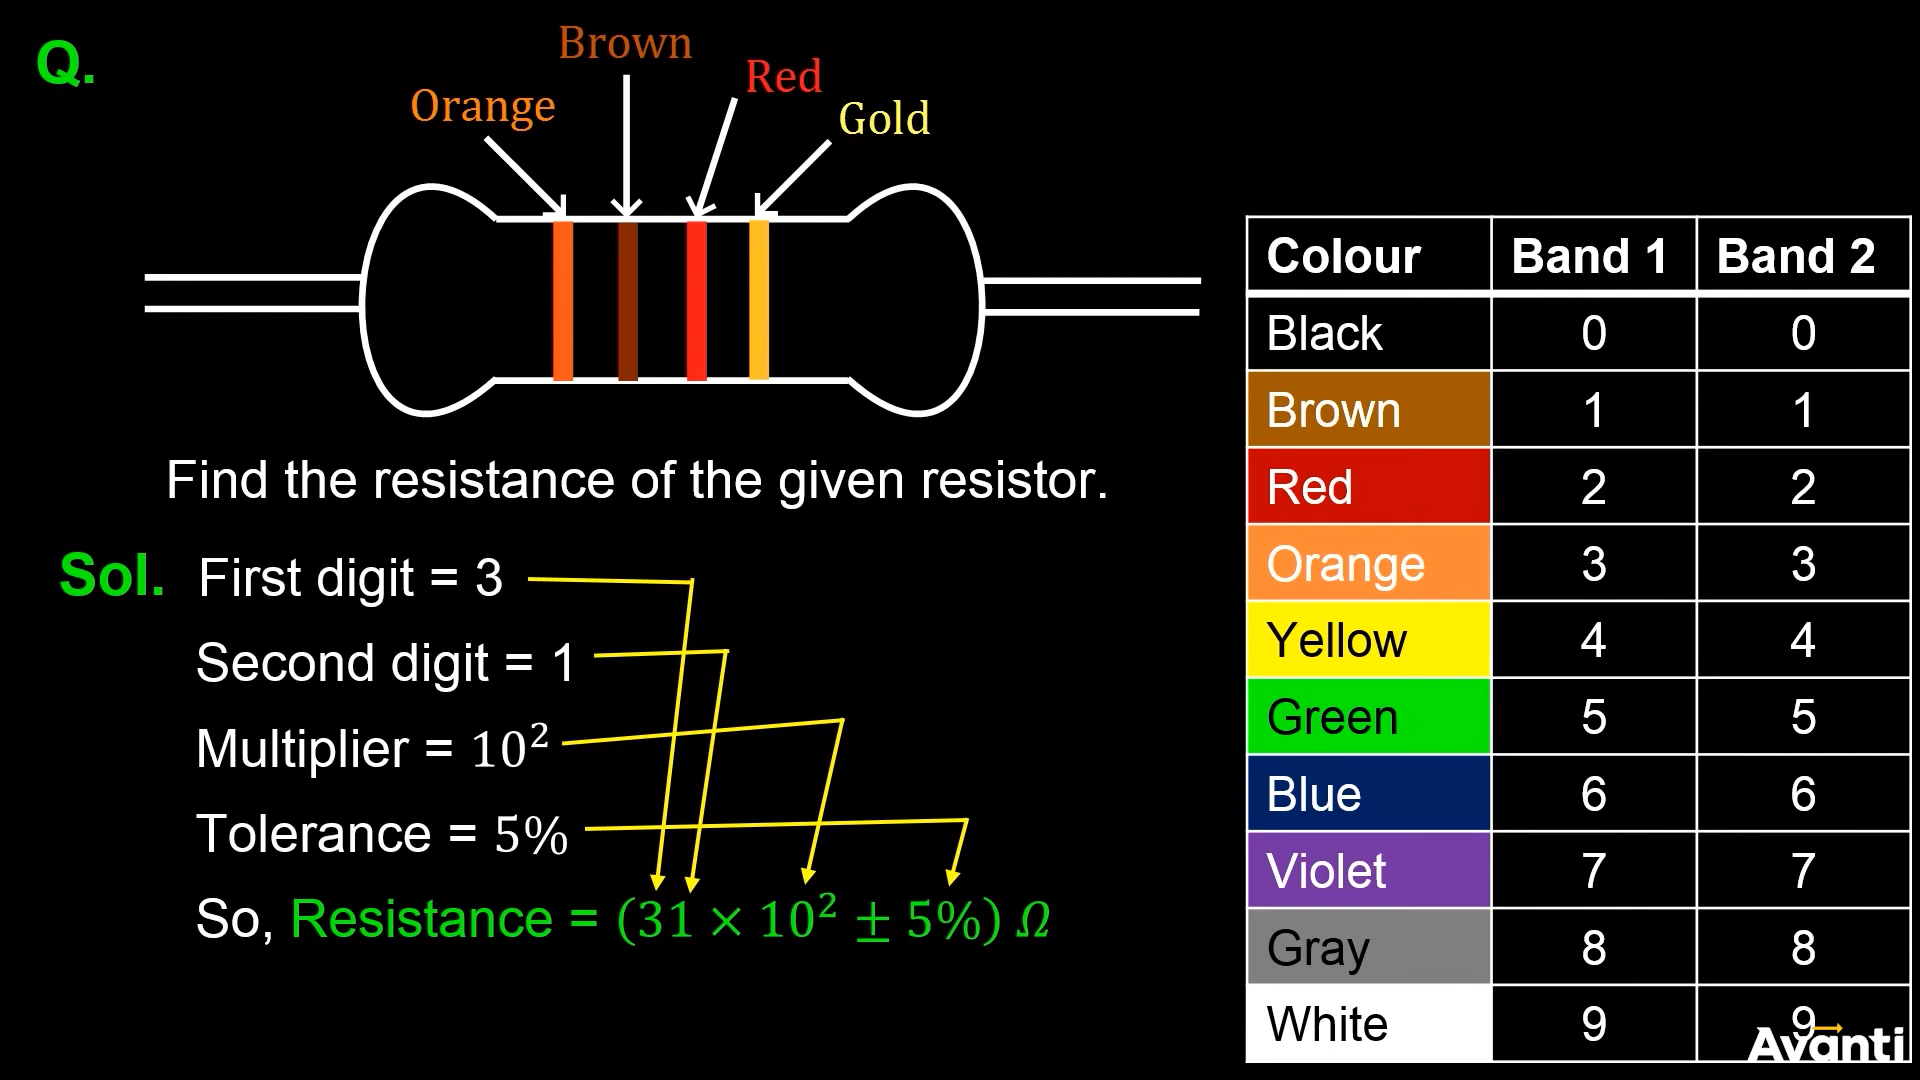 Q.
Brown
Red
Orange
Gold
Find the resistance of the given resistor.
Sol. First digit = 3
Second digit = 1
Multiplier = 10²
Tolerance = 5%
So, Resistance = (31 × 10² ± 5%) Ω
Colour Band 1 Band 2
Black 0 0
Brown 1 1
Red 2 2
Orange 3 3
Yellow 4 4
Green 5 5
Blue 6 6
Violet 7 7
Gray 8 8
White 9 9
Avanti